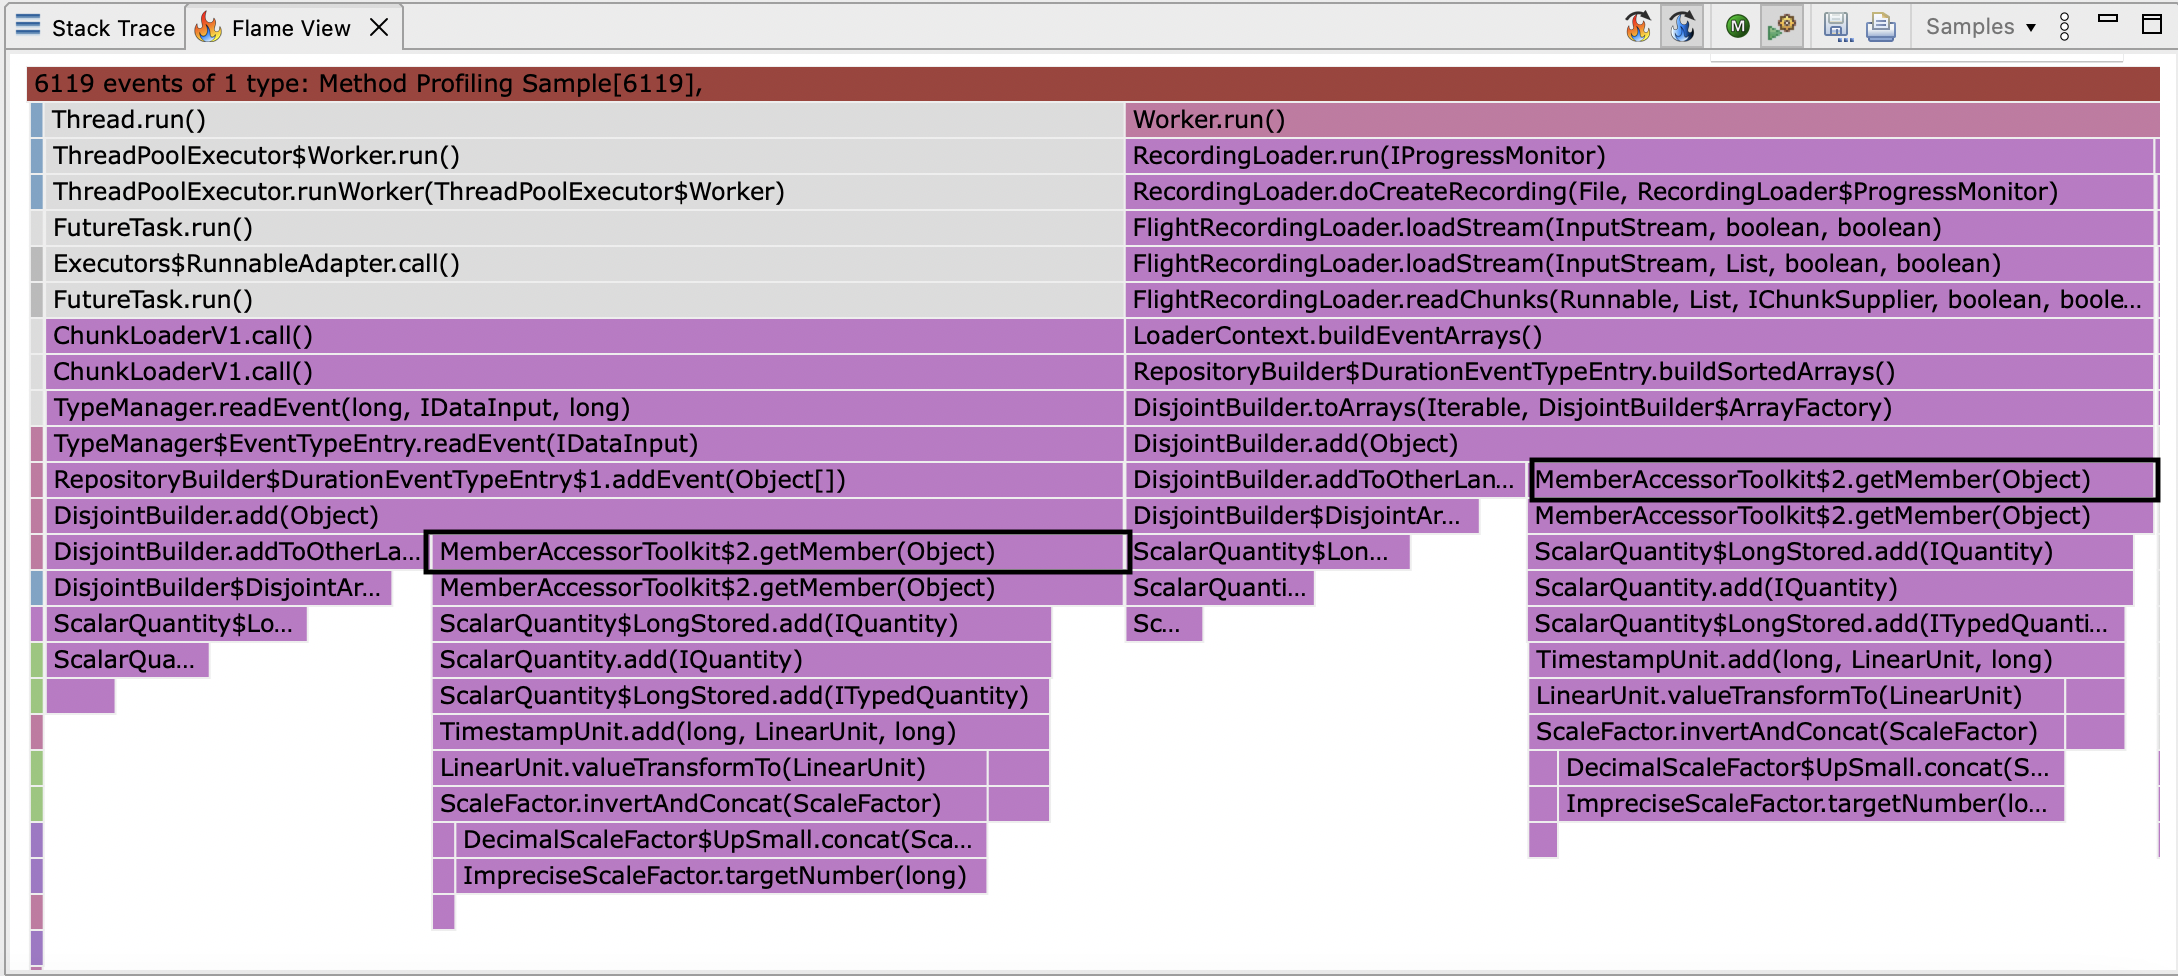 Stack Trace Flame View Samples
6119 events of 1 type: Method Profiling Sample[6119],
Thread.run() Worker.run()
ThreadPoolExecutor$Worker.run() RecordingLoader.run(IProgressMonitor)
ThreadPoolExecutor.runWorker(ThreadPoolExecutor$Worker) RecordingLoader.doCreateRecording(File, RecordingLoader$ProgressMonitor)
FutureTask.run() FlightRecordingLoader.loadStream(InputStream, boolean, boolean)
Executors$RunnableAdapter.call() FlightRecordingLoader.loadStream(InputStream, List, boolean, boolean)
FutureTask.run() FlightRecordingLoader.readChunks(Runnable, List, IChunkSupplier, boolean, boole...
ChunkLoaderV1.call() LoaderContext.buildEventArrays()
ChunkLoaderV1.call() RepositoryBuilder$DurationEventTypeEntry.buildSortedArrays()
TypeManager.readEvent(long, IDataInput, long) DisjointBuilder.toArrays(Iterable, DisjointBuilder$ArrayFactory)
TypeManager$EventTypeEntry.readEvent(IDataInput) DisjointBuilder.add(Object)
RepositoryBuilder$DurationEventTypeEntry$1.addEvent(Object[]) DisjointBuilder.addToOtherLan... MemberAccessorToolkit$2.getMember(Object)
DisjointBuilder.add(Object) DisjointBuilder$DisjointAr... MemberAccessorToolkit$2.getMember(Object)
DisjointBuilder.addToOtherLa... MemberAccessorToolkit$2.getMember(Object) ScalarQuantity$Lon... ScalarQuantity$LongStored.add(IQuantity)
DisjointBuilder$DisjointAr... MemberAccessorToolkit$2.getMember(Object) ScalarQuanti... ScalarQuantity.add(IQuantity)
ScalarQuantity$Lo... ScalarQuantity$LongStored.add(IQuantity) Sc... ScalarQuantity$LongStored.add(ITypedQuanti...
ScalarQua... ScalarQuantity.add(IQuantity) TimestampUnit.add(long, LinearUnit, long)
ScalarQuantity$LongStored.add(ITypedQuantity) LinearUnit.valueTransformTo(LinearUnit)
TimestampUnit.add(long, LinearUnit, long) ScaleFactor.invertAndConcat(ScaleFactor)
LinearUnit.valueTransformTo(LinearUnit) DecimalScaleFactor$UpSmall.concat(S...
ScaleFactor.invertAndConcat(ScaleFactor) ImpreciseScaleFactor.targetNumber(lo...
DecimalScaleFactor$UpSmall.concat(Sca...
ImpreciseScaleFactor.targetNumber(long)